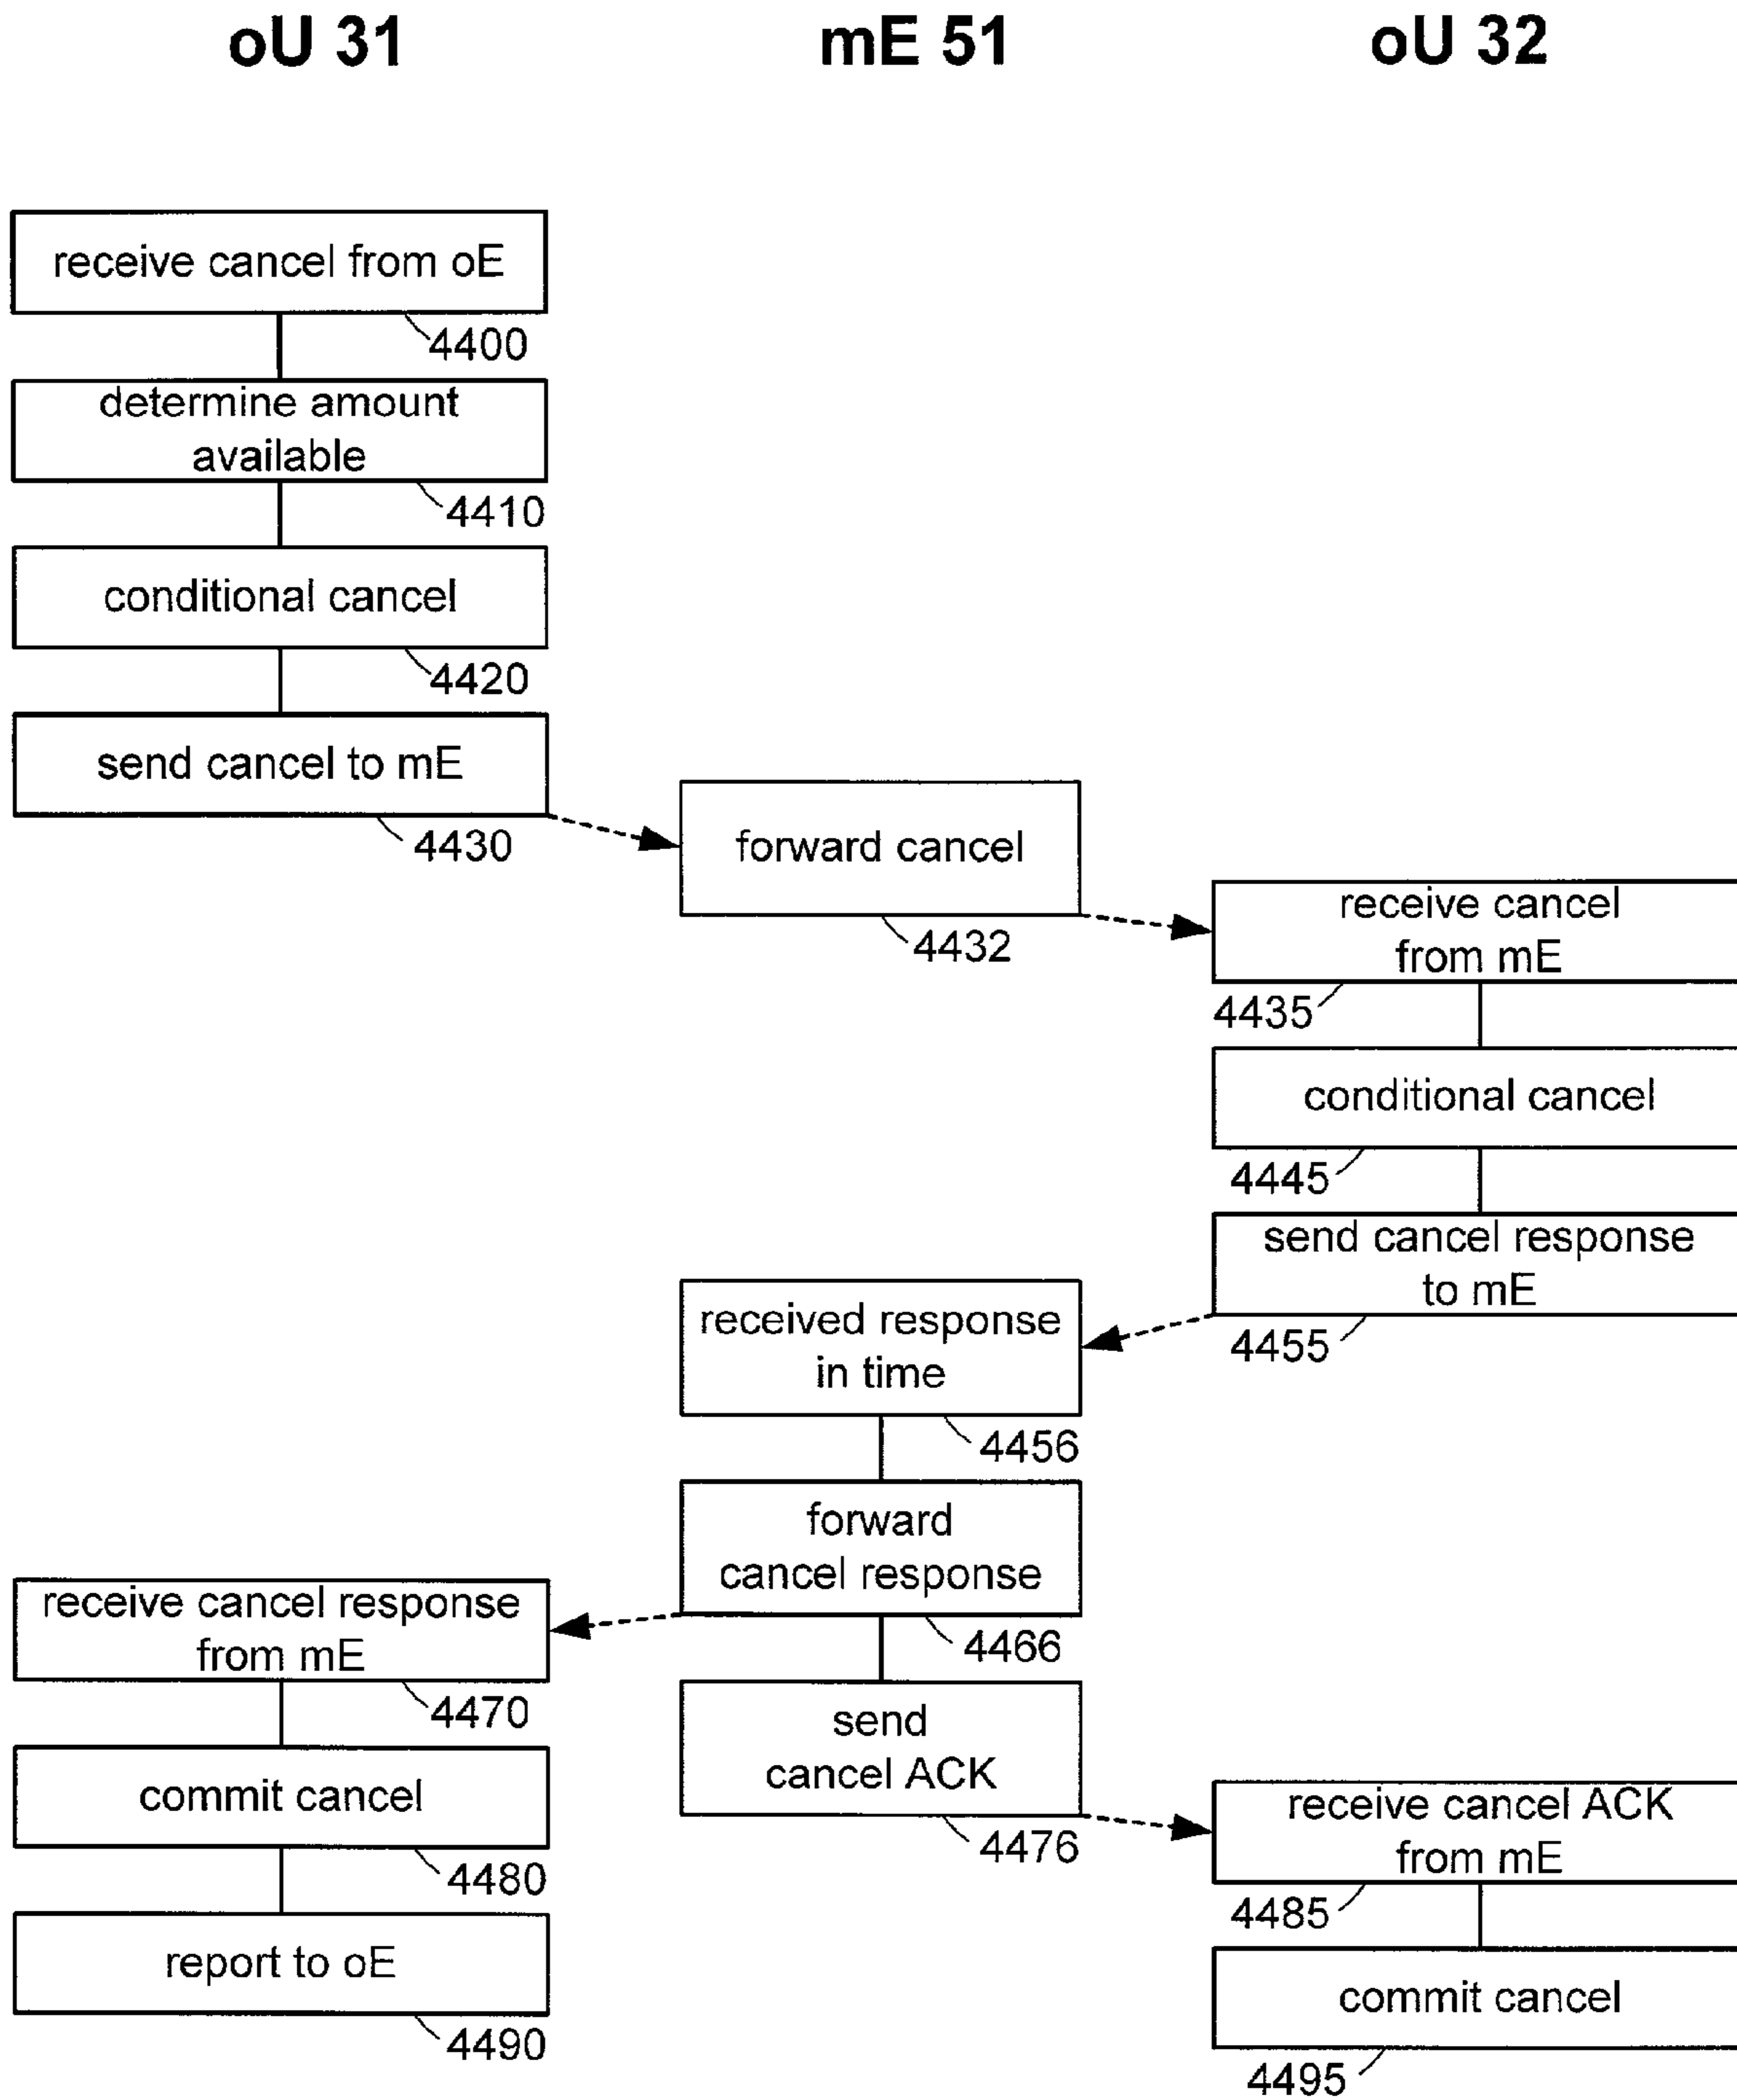 oU 31
mE 51
oU 32
receive cancel from oE
4400
determine amount
available
4410
conditional cancel
4420
send cancel to mE
4430
forward cancel
4432
receive cancel
from mE
4435
conditional cancel
4445
send cancel response
to mE
4455
received response
in time
4456
forward
cancel response
4466
receive cancel response
from mE
4470
send
cancel ACK
4476
commit cancel
4480
receive cancel ACK
from mE
4485
report to oE
4490
commit cancel
4495